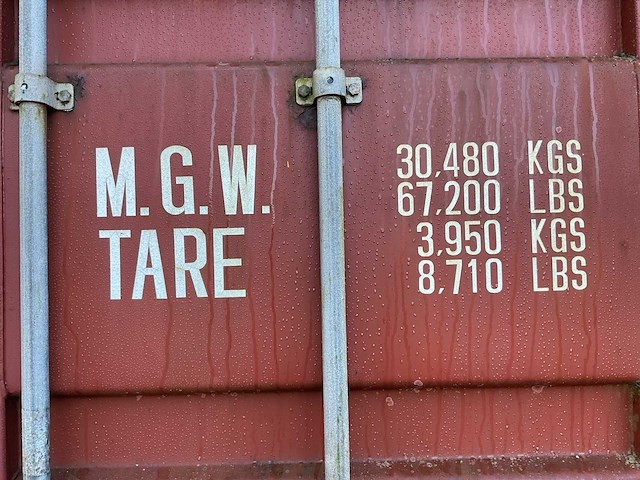 M.G.W. 30,480 KGS
67,200 LBS
TARE 3,950 KGS
8,710 LBS